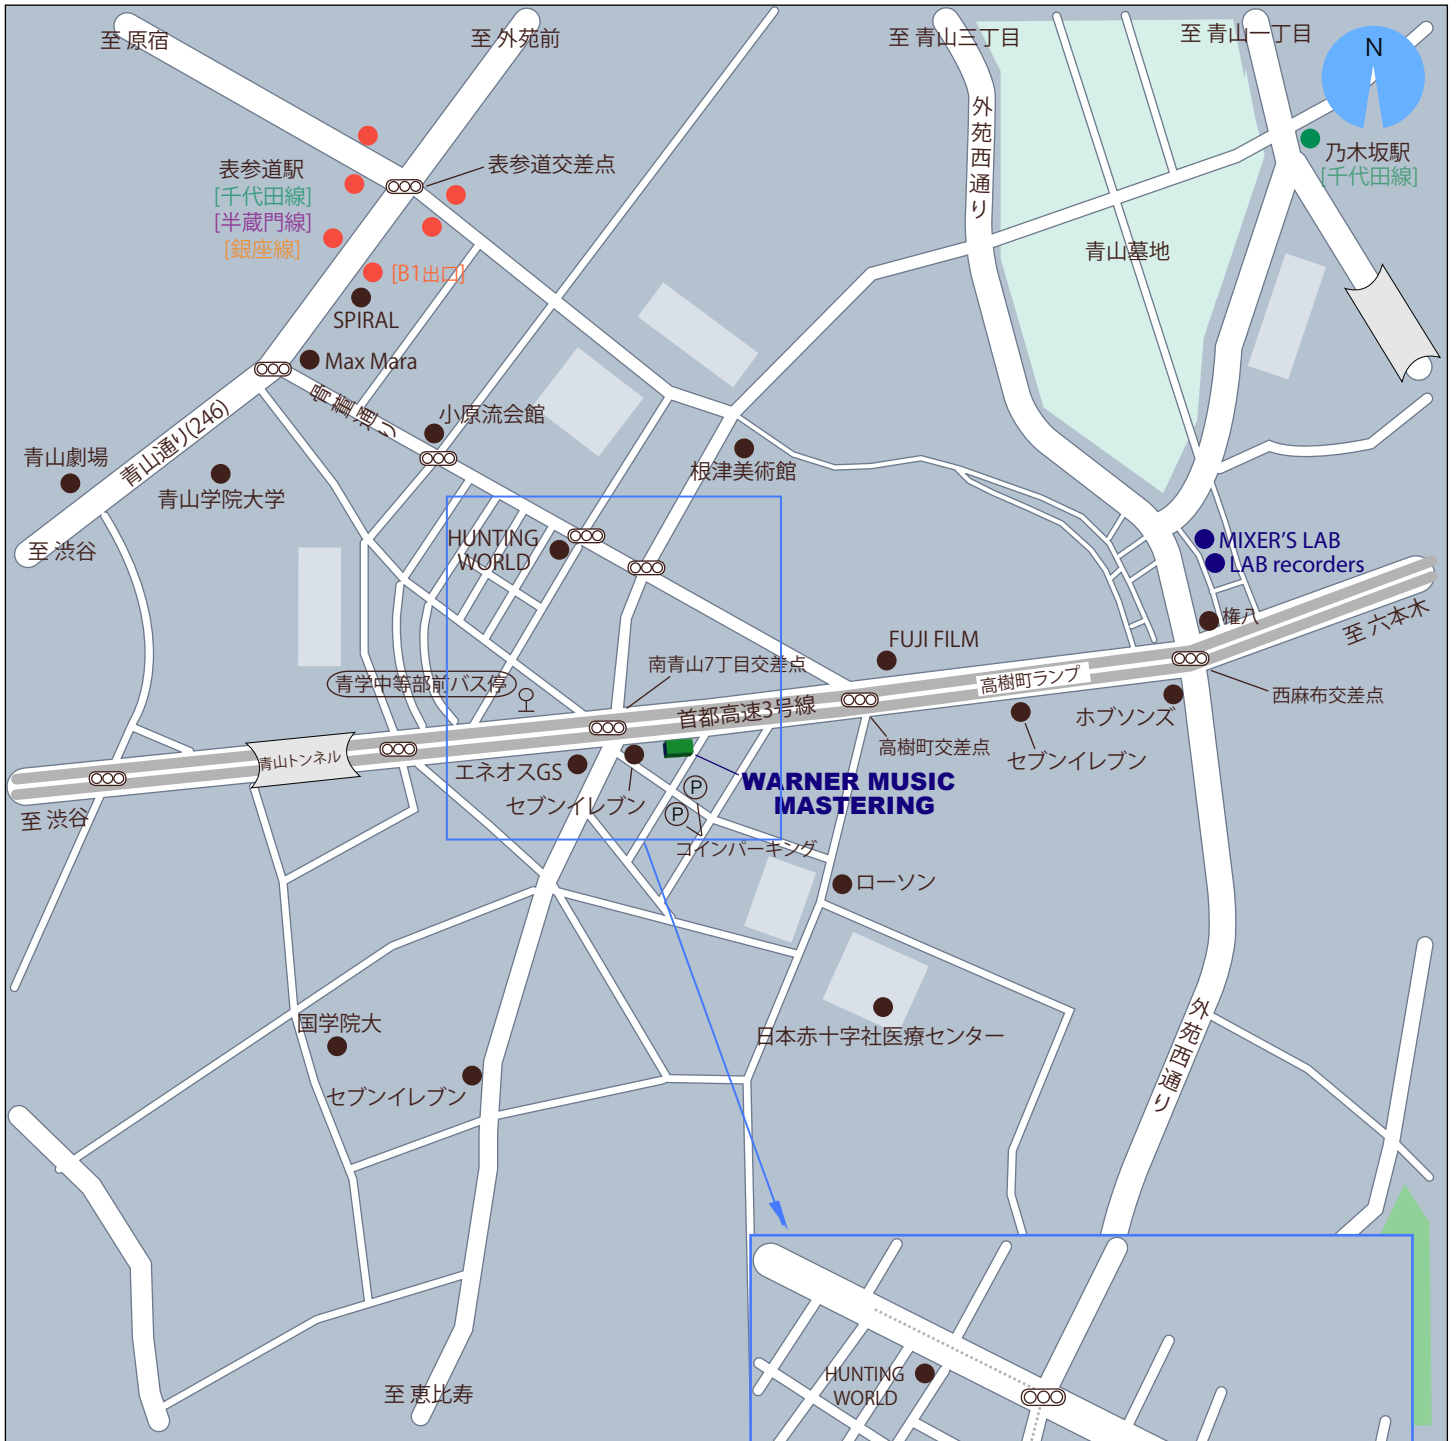 至 原宿
至 外苑前
至 青山三丁目
至 青山一丁目
N
外苑西通り
表参道駅
[千代田線]
[半蔵門線]
[銀座線]
表参道交差点
乃木坂駅
[千代田線]
青山墓地
[B1出口]
SPIRAL
Max Mara
骨董通り
青山通り(246)
小原流会館
青山劇場
青山学院大学
根津美術館
至 渋谷
HUNTING
WORLD
MIXER'S LAB
LAB recorders
権八
至 六本木
FUJI FILM
南青山7丁目交差点
青学中等部前バス停
高樹町ランプ
西麻布交差点
首都高速3号線
ホブソンズ
高樹町交差点
セブンイレブン
青山トンネル
エネオスGS
セブンイレブン
WARNER MUSIC
MASTERING
P
P
至 渋谷
コインパーキング
ローソン
国学院大
日本赤十字社医療センター
外苑西通り
セブンイレブン
至 恵比寿
HUNTING
WORLD